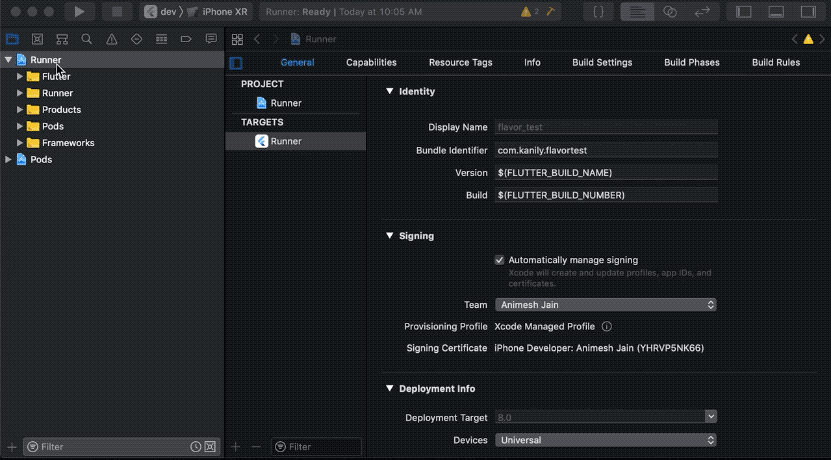 dev 〉 iPhone XR
Runner: Ready | Today at 10:05 AM
2
Runner
Runner
Flutter
Runner
Products
Pods
Frameworks
Pods
Filter
General Capabilities Resource Tags Info Build Settings Build Phases Build Rules
PROJECT
Runner
TARGETS
Runner
Filter
Identity
Display Name flavor_test
Bundle Identifier com.kanily.flavortest
Version $(FLUTTER_BUILD_NAME)
Build $(FLUTTER_BUILD_NUMBER)
Signing
Automatically manage signing
Xcode will create and update profiles, app IDs, and
certificates.
Team Animesh Jain
Provisioning Profile Xcode Managed Profile
Signing Certificate iPhone Developer: Animesh Jain (YHRVP5NK66)
Deployment Info
Deployment Target 8.0
Devices Universal